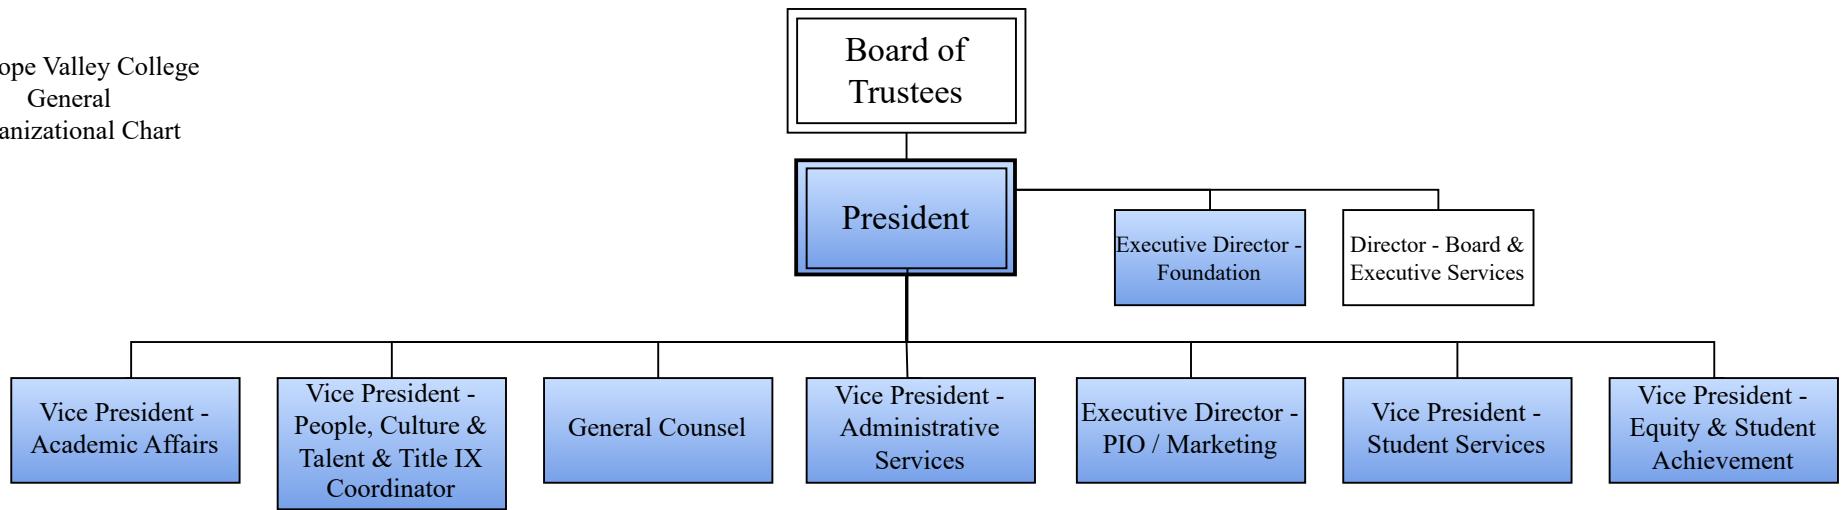 Board of
Trustees
ope Valley College
General
anizational Chart
President
Executive Director -
Foundation
Director - Board &
Executive Services
Vice President -
Academic Affairs
Vice President -
People, Culture &
Talent & Title IX
Coordinator
General Counsel
Vice President -
Administrative
Services
Executive Director -
PIO / Marketing
Vice President -
Student Services
Vice President -
Equity & Student
Achievement